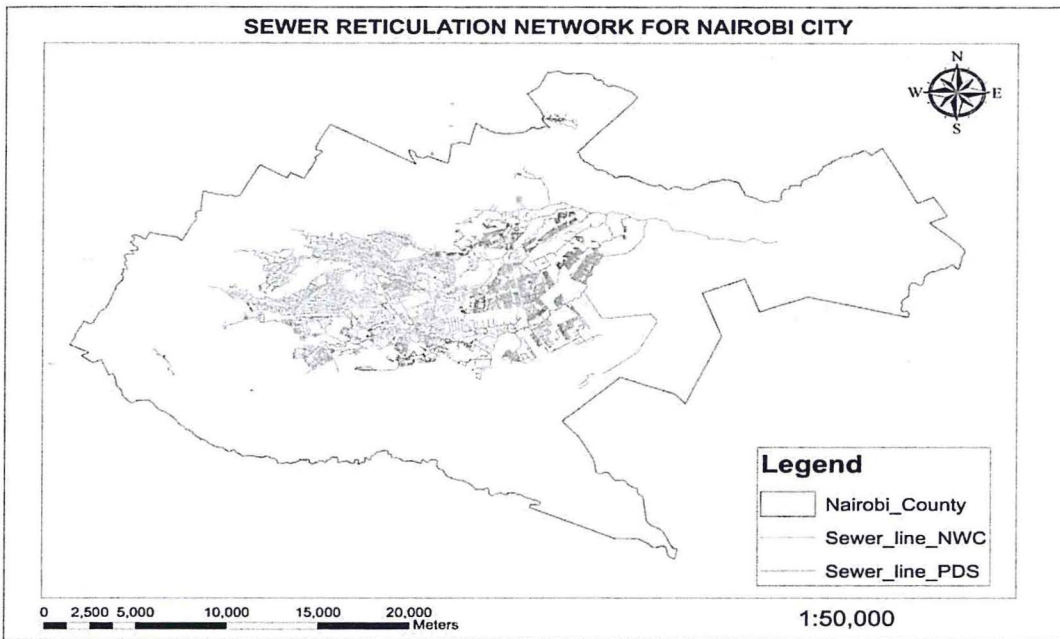 SEWER RETICULATION NETWORK FOR NAIROBI CITY
N
W E
S
Legend
Nairobi_County
Sewer_line_NWC
Sewer_line_PDS
0 2,500 5,000 10,000 15,000 20,000
Meters
1:50,000